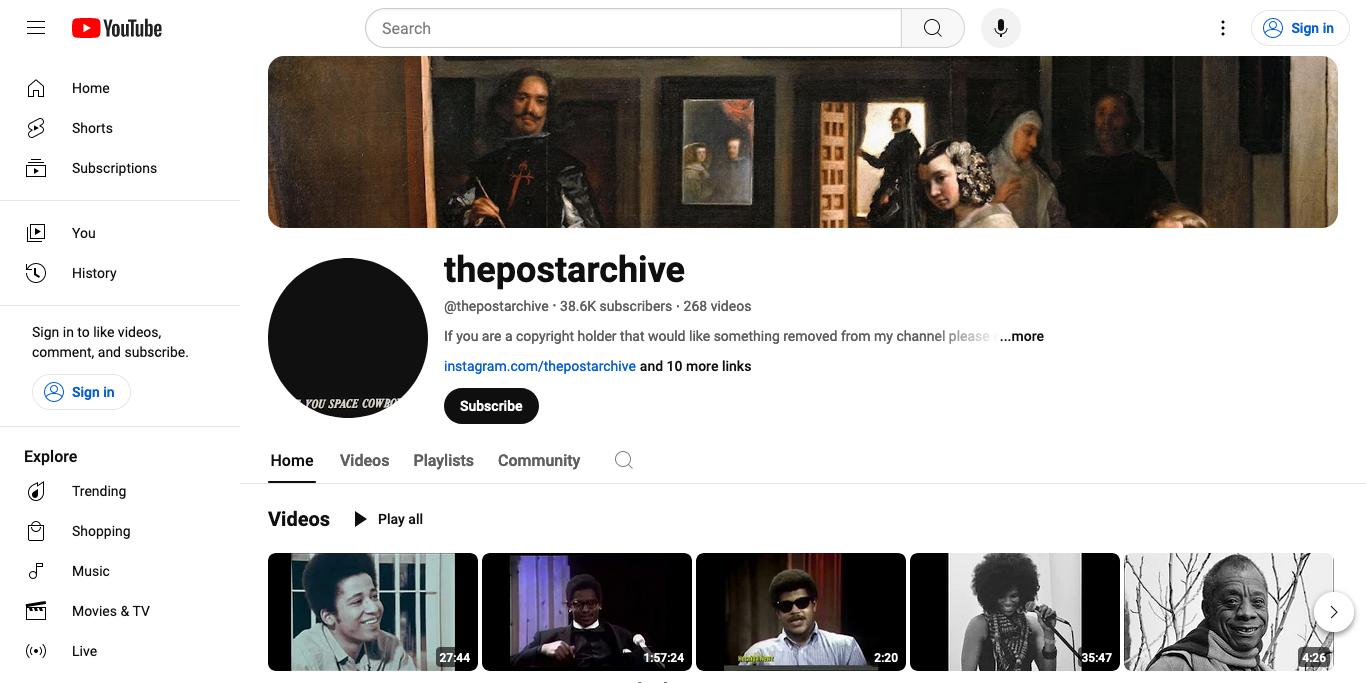 YouTube
Search
Sign in
Home
Shorts
Subscriptions
You
History
Sign in to like videos,
comment, and subscribe.
Sign in
Explore
Trending
Shopping
Music
Movies & TV
Live
thepostarchive
@thepostarchive · 38.6K subscribers · 268 videos
If you are a copyright holder that would like something removed from my channel please ...more
instagram.com/thepostarchive and 10 more links
YOU SPACE COWBO
Subscribe
Home Videos Playlists Community
Videos Play all
27:44
1:57:24
2:20
35:47
4:26